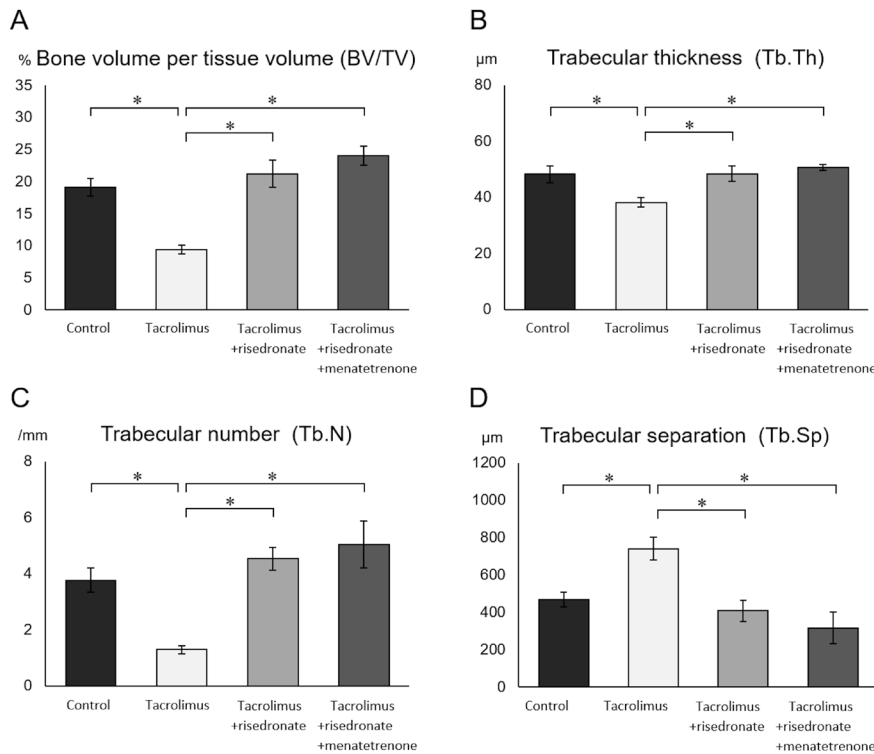 A
% Bone volume per tissue volume (BV/TV)
35
30
25
20
15
10
5
0
*
*
*
Control
Tacrolimus
Tacrolimus
+risedronate
Tacrolimus
+risedronate
+menatetrenone
B
µm
Trabecular thickness (Tb.Th)
80
60
40
20
0
*
*
*
Control
Tacrolimus
Tacrolimus
+risedronate
Tacrolimus
+risedronate
+menatetrenone
C
/mm
Trabecular number (Tb.N)
8
6
4
2
0
*
*
*
Control
Tacrolimus
Tacrolimus
+risedronate
Tacrolimus
+risedronate
+menatetrenone
D
µm
Trabecular separation (Tb.Sp)
1200
1000
800
600
400
200
0
*
*
*
Control
Tacrolimus
Tacrolimus
+risedronate
Tacrolimus
+risedronate
+menatetrenone